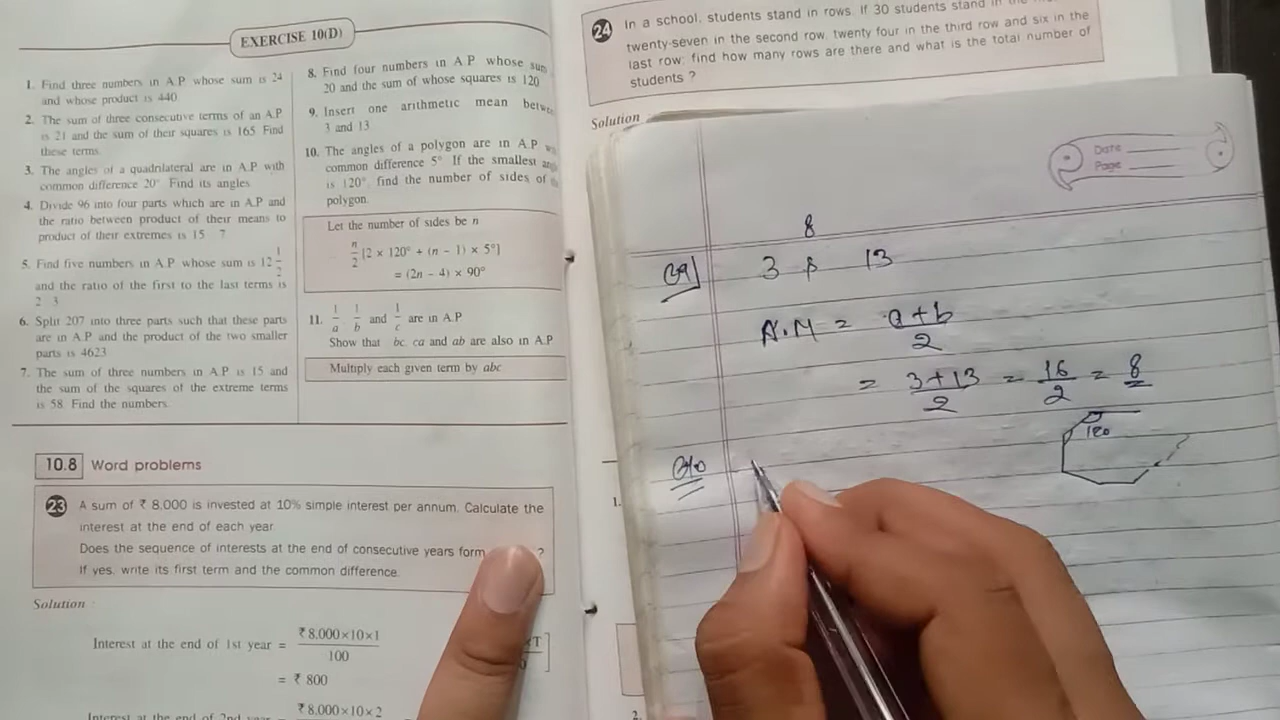 EXERCISE 10(D)
1. Find three numbers in A.P. whose sum is 24
and whose product is 440.
2. The sum of three consecutive terms of an A.P.
is 21 and the sum of their squares is 165. Find
these terms.
3. The angles of a quadrilateral are in A.P. with
common difference 20°. Find its angles.
4. Divide 96 into four parts which are in A.P. and
the ratio between product of their means to
product of their extremes is 15 7
5. Find five numbers in A.P. whose sum is 12 1/2
and the ratio of the first to the last terms is
2 3
6. Split 207 into three parts such that these parts
are in A.P. and the product of the two smaller
parts is 4623
7. The sum of three numbers in A.P. is 15 and
the sum of the squares of the extreme terms
is 58. Find the numbers.
8. Find four numbers in A.P. whose sum
20 and the sum of whose squares is 120
9. Insert one arithmetic mean
3 and 13
10. The angles of a polygon are in A.P.
common difference 5°. If the smallest
is 120°, find the number of sides of
polygon.
Let the number of sides be n
n/2 [2 × 120° + (n – 1) × 5°]
= (2n – 4) × 90°
11. 1/a 1/b and 1/c are in A.P.
Show that bc, ca and ab are also in A.P.
Multiply each given term by abc.
10.8 Word problems
23 A sum of ₹ 8,000 is invested at 10% simple interest per annum. Calculate the
interest at the end of each year.
Does the sequence of interests at the end of consecutive years form ?
If yes, write its first term and the common difference.
Solution :
Interest at the end of 1st year = ₹ 8,000×10×1/100
= ₹ 800
Interest at the end of 2nd year ₹ 8,000×10×2
24 In a school, students stand in rows. If 30 students stand in
twenty-seven in the second row, twenty four in the third row and six in the
last row; find how many rows are there and what is the total number of
students ?
Solution
Date
Page
8
Q9] 3 & 13
A.M = a+b/2
= 3+13/2 = 16/2 = 8
120
Q10
1.
2.